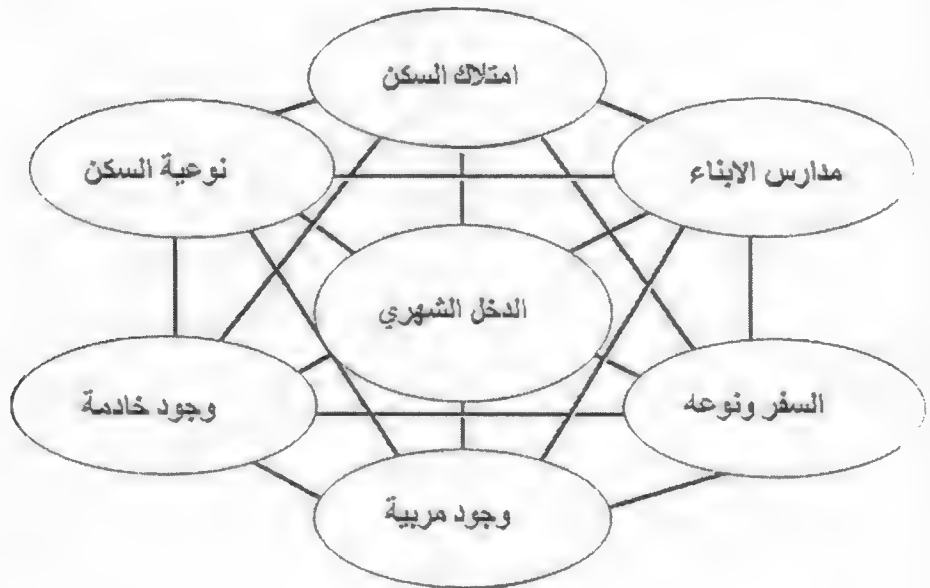 امتلاك السكن
مدارس الابناء
نوعية السكن
الدخل الشهري
السفر ونوعه
وجود خادمة
وجود مربية